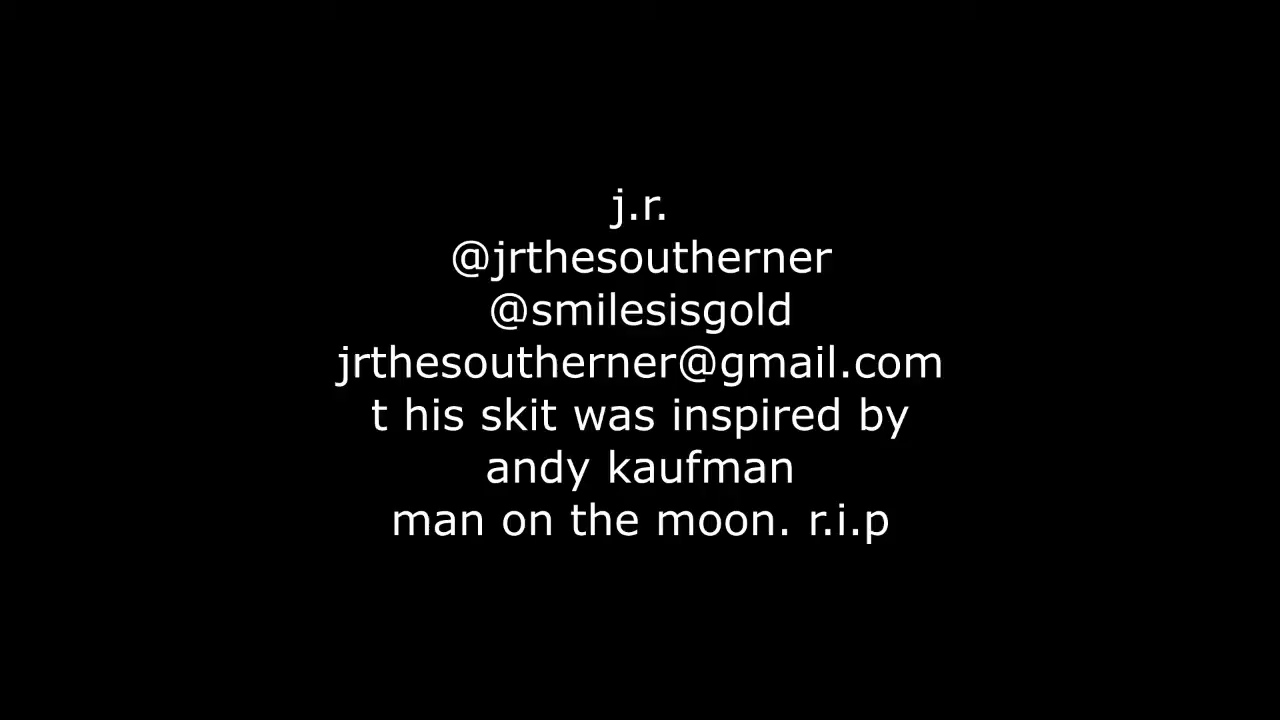 j.r.
@jrthesoutherner
@smilesisgold
jrthesoutherner@gmail.com
t his skit was inspired by
andy kaufman
man on the moon. r.i.p